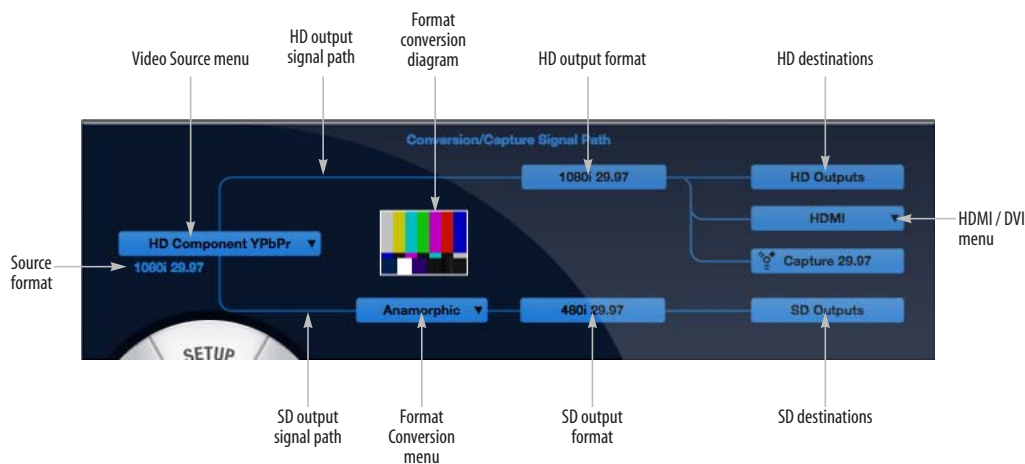 Format
conversion
diagram
HD output
signal path
Video Source menu
HD output format
HD destinations
Conversion/Capture Signal Path
1080i 29.97
HD Outputs
HDMI
HDMI / DVI
menu
HD Component YPbPr
Source
format
1080i 29.97
Capture 29.97
Anamorphic
480i 29.97
SD Outputs
SETUP
SD output
signal path
Format
Conversion
menu
SD output
format
SD destinations